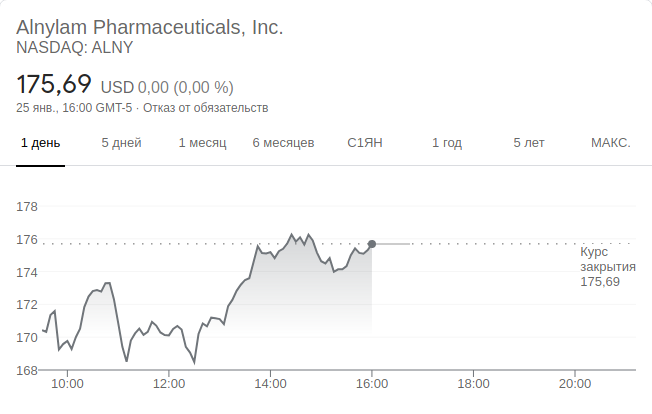 Alnylam Pharmaceuticals, Inc.
NASDAQ: ALNY
175,69 USD 0,00 (0,00 %)
25 янв., 16:00 GMT-5 · Отказ от обязательств
1 день 5 дней 1 месяц 6 месяцев С1ЯН 1 год 5 лет МАКС.
178
176
174
172
170
168
Курс
закрытия
175,69
10:00 12:00 14:00 16:00 18:00 20:00